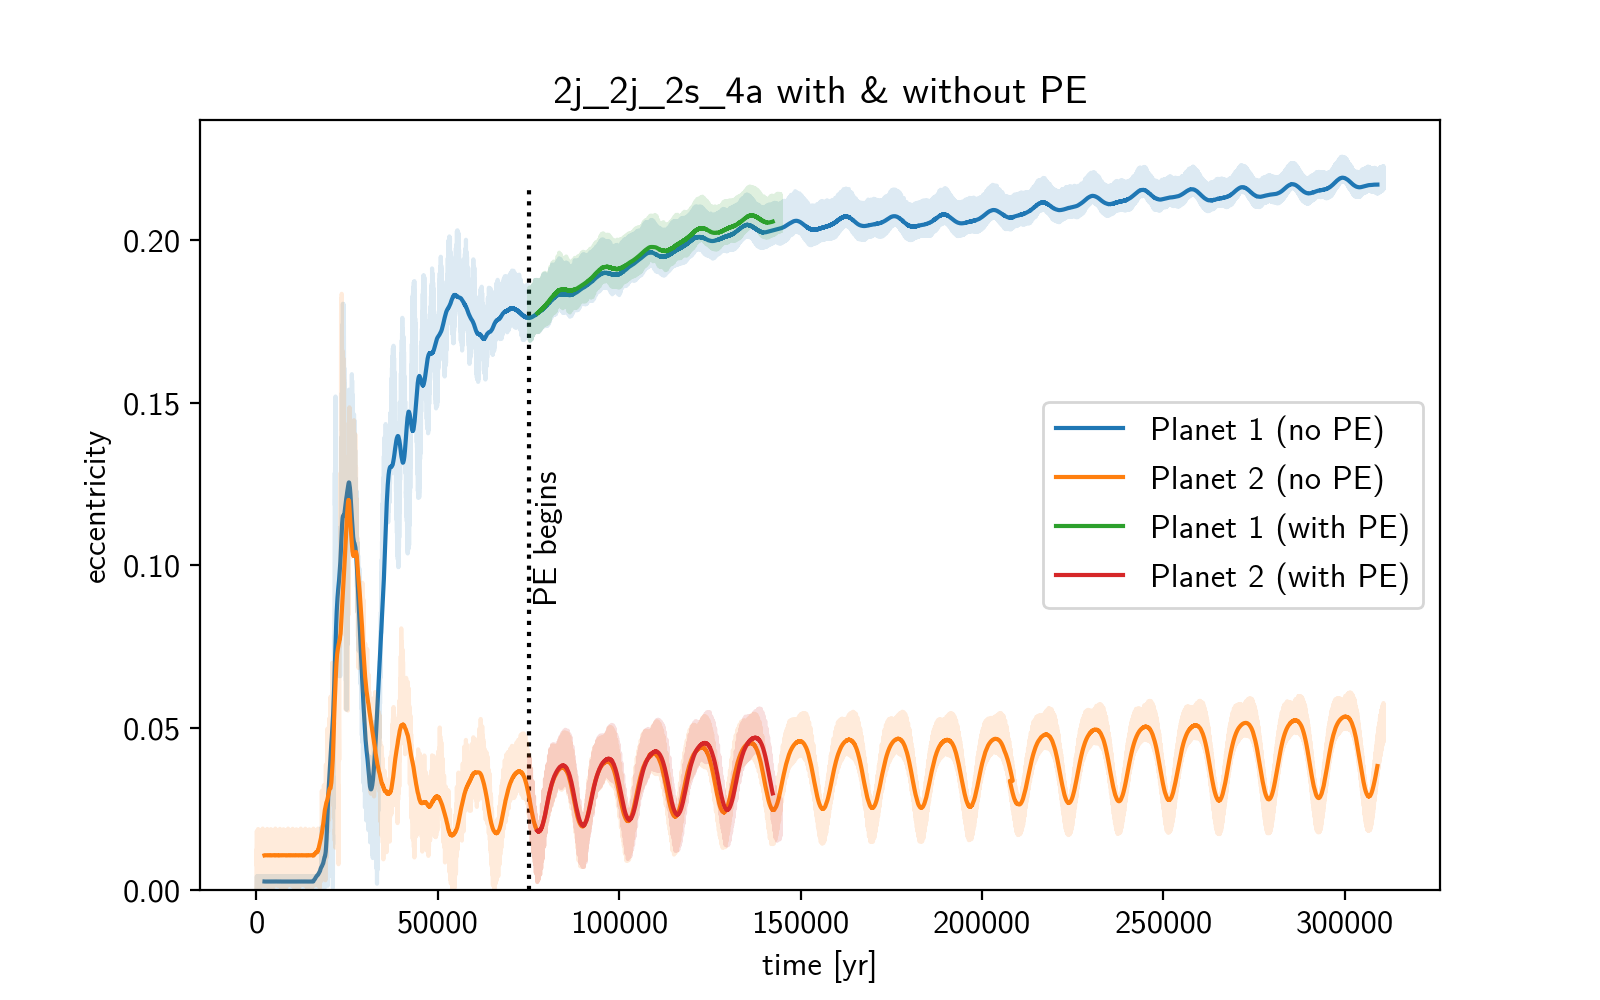 2j_2j_2s_4a with & without PE
eccentricity
0.20
0.15
0.10
0.05
0.00
PE begins
Planet 1 (no PE)
Planet 2 (no PE)
Planet 1 (with PE)
Planet 2 (with PE)
0
50000
100000
150000
200000
250000
300000
time [yr]